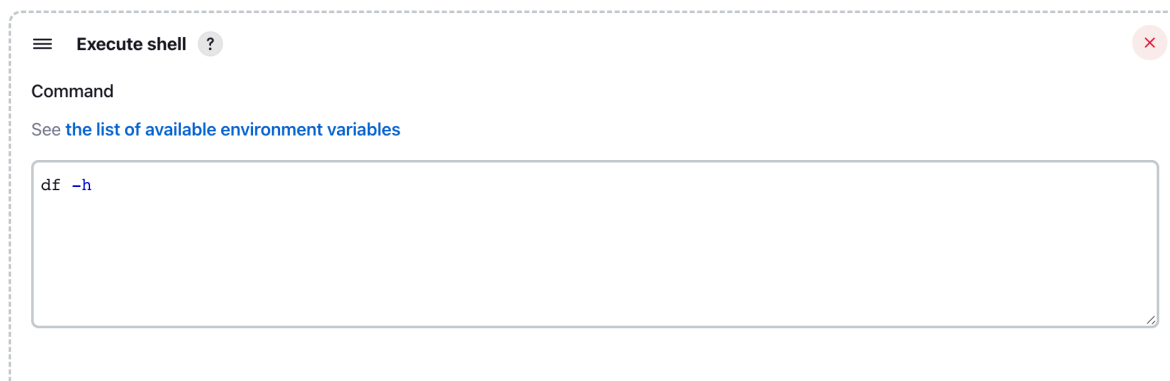 Execute shell ?
Command
See the list of available environment variables
df -h